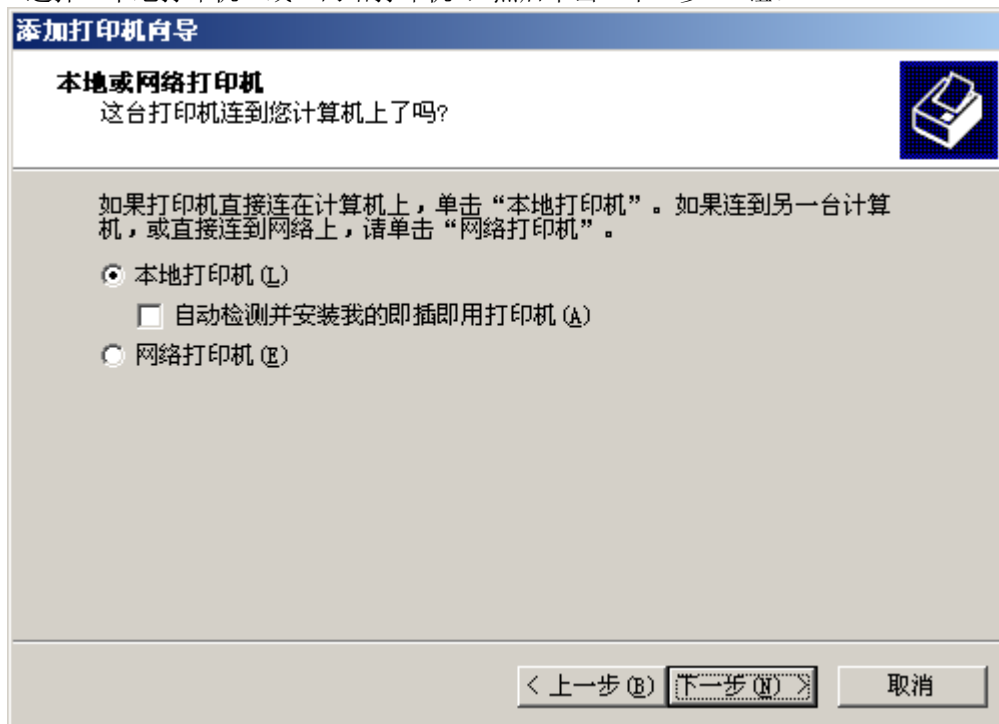 添加打印机向导
本地或网络打印机
这台打印机连到您计算机上了吗?
如果打印机直接连在计算机上，单击“本地打印机”。如果连到另一台计算
机，或直接连到网络上，请单击“网络打印机”。
本地打印机(L)
自动检测并安装我的即插即用打印机(A)
网络打印机(E)
< 上一步(B) 下一步(N) > 取消